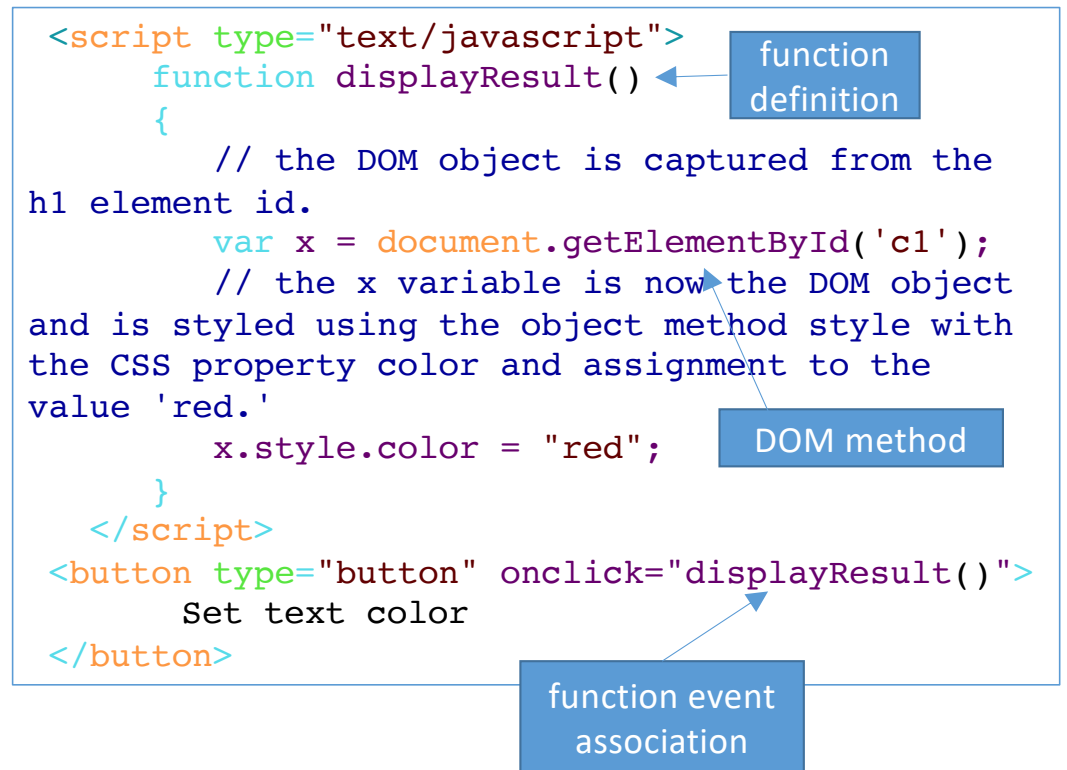 <script type="text/javascript">
function displayResult()
function
definition
{
// the DOM object is captured from the
h1 element id.
var x = document.getElementById('c1');
// the x variable is now the DOM object
and is styled using the object method style with
the CSS property color and assignment to the
value 'red.'
x.style.color = "red";
DOM method
}
</script>
<button type="button" onclick="displayResult()">
Set text color
</button>
function event
association